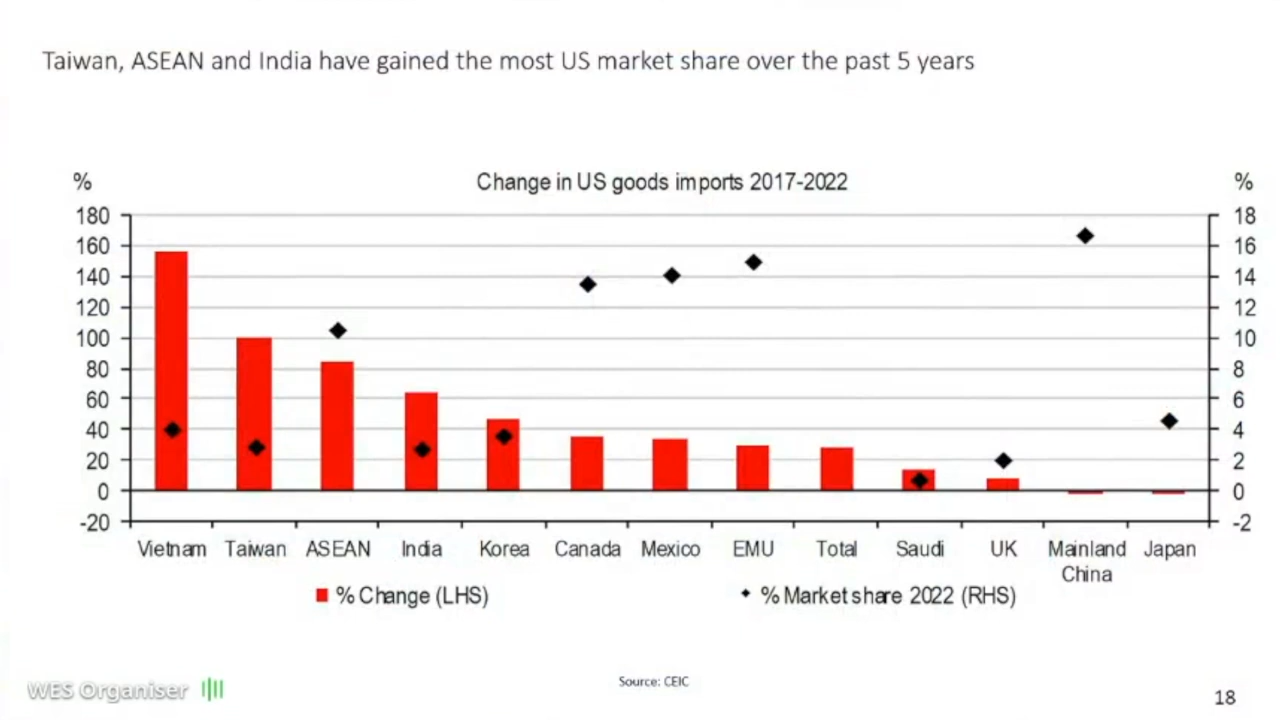 Taiwan, ASEAN and India have gained the most US market share over the past 5 years
% Change in US goods imports 2017-2022 %
180 18
160 16
140 14
120 12
100 10
80 8
60 6
40 4
20 2
0 0
-20 -2
Vietnam Taiwan ASEAN India Korea Canada Mexico EMU Total Saudi UK Mainland Japan
China
% Change (LHS) % Market share 2022 (RHS)
Source: CEIC
WES Organiser
18